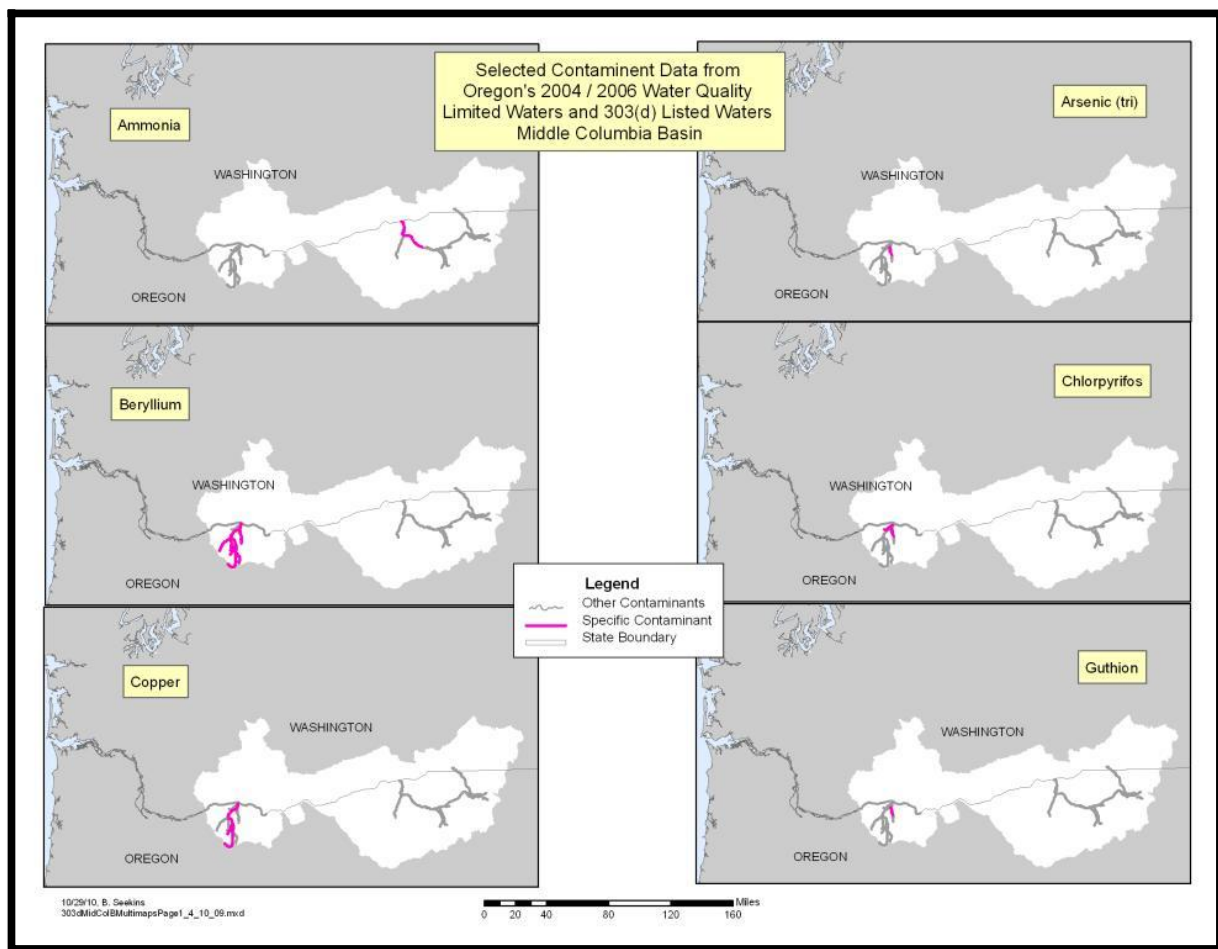 Selected Contaminent Data from
Oregon's 2004 / 2006 Water Quality
Limited Waters and 303(d) Listed Waters
Middle Columbia Basin
Ammonia
WASHINGTON
OREGON
Arsenic (tri)
WASHINGTON
OREGON
Beryllium
WASHINGTON
OREGON
Chlorpyrifos
WASHINGTON
OREGON
Legend
Other Contaminants
Specific Contaminant
State Boundary
Copper
WASHINGTON
OREGON
Guthion
WASHINGTON
OREGON
10/29/10, B. Seekins
303dMidColBMultimapsPage1_4_10_09.mxd
Miles
0 10 20 40 80 120 160